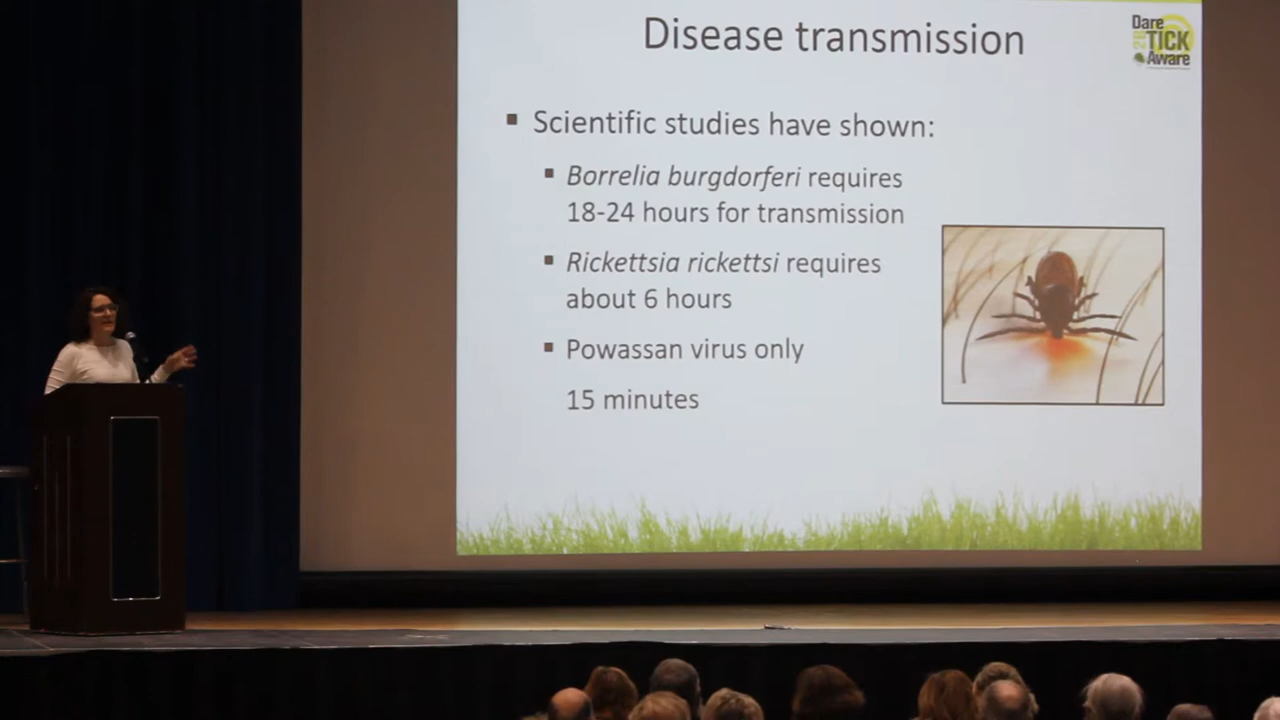 Disease transmission
Dare
TICK
Aware
Scientific studies have shown:
Borrelia burgdorferi requires
18-24 hours for transmission
Rickettsia rickettsi requires
about 6 hours
Powassan virus only
15 minutes